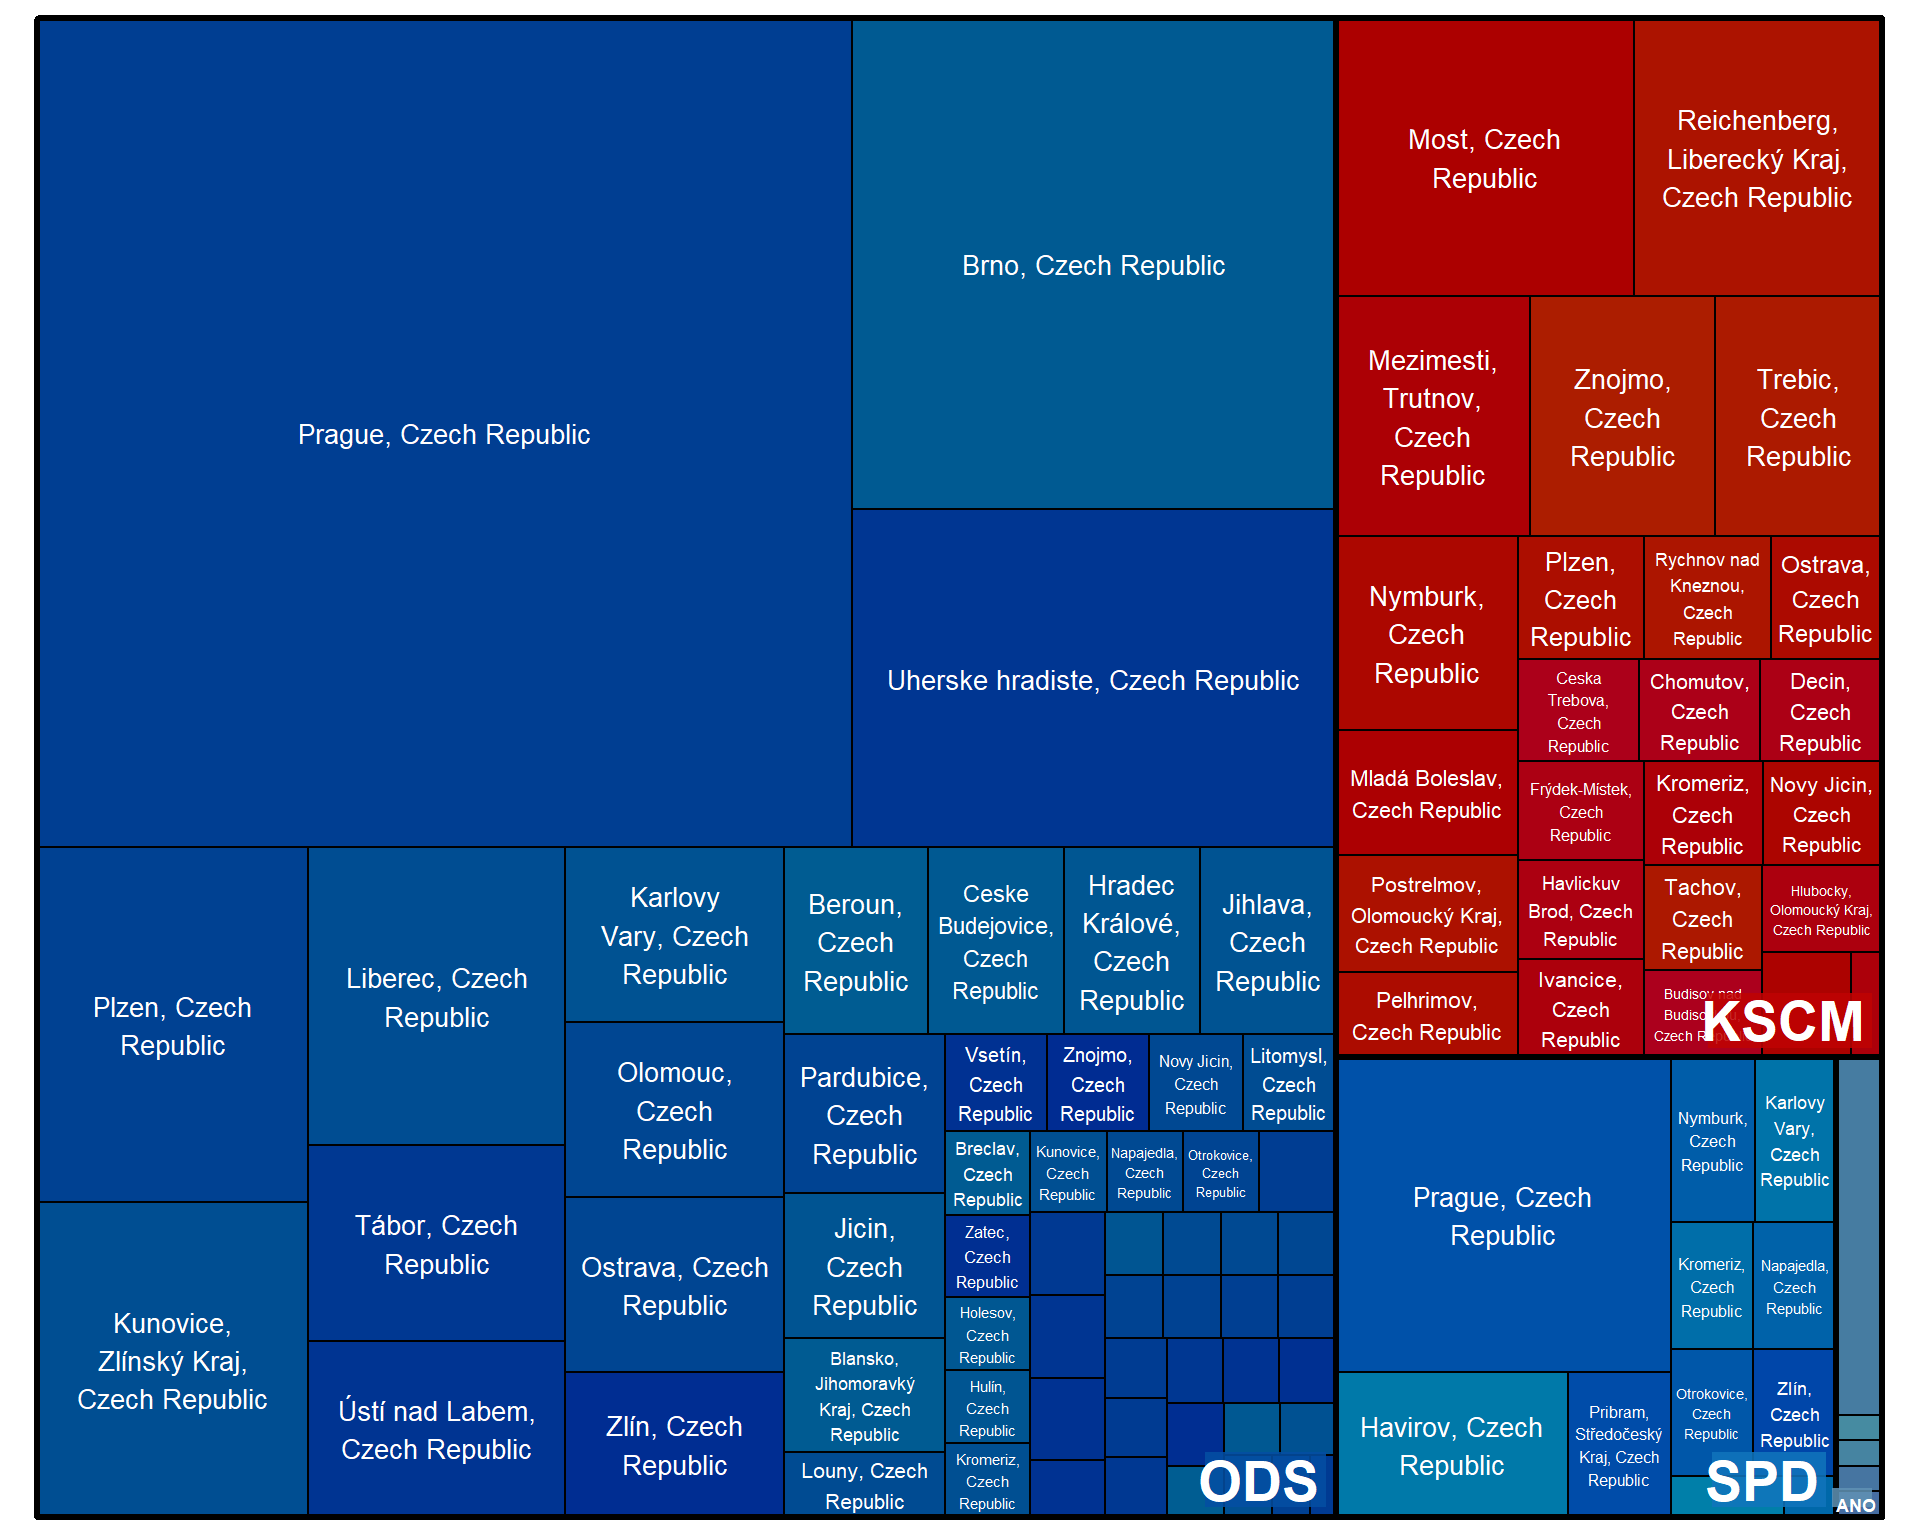 Prague, Czech Republic
Brno, Czech Republic
Uherske hradiste, Czech Republic
Plzen, Czech
Republic
Kunovice,
Zlínský Kraj,
Czech Republic
Liberec, Czech
Republic
Tábor, Czech
Republic
Ústí nad Labem,
Czech Republic
Karlovy
Vary, Czech
Republic
Olomouc,
Czech
Republic
Ostrava, Czech
Republic
Zlín, Czech
Republic
Beroun,
Czech
Republic
Ceske
Budejovice,
Czech
Republic
Hradec
Králové,
Czech
Republic
Jihlava,
Czech
Republic
Pardubice,
Czech
Republic
Jicin,
Czech
Republic
Blansko,
Jihomoravký
Kraj, Czech
Republic
Louny, Czech
Republic
Vsetín,
Czech
Republic
Znojmo,
Czech
Republic
Novy Jicin,
Czech
Republic
Litomysl,
Czech
Republic
Breclav,
Czech
Republic
Kunovice,
Czech
Republic
Napajedla,
Czech
Republic
Otrokovice,
Czech
Republic
Zatec,
Czech
Republic
Holesov,
Czech
Republic
Hulín,
Czech
Republic
Kromeriz,
Czech
Republic
ODS
Most, Czech
Republic
Reichenberg,
Liberecký Kraj,
Czech Republic
Mezimesti,
Trutnov,
Czech
Republic
Znojmo,
Czech
Republic
Trebic,
Czech
Republic
Nymburk,
Czech
Republic
Mladá Boleslav,
Czech Republic
Postrelmov,
Olomoucký Kraj,
Czech Republic
Pelhrimov,
Czech Republic
Plzen,
Czech
Republic
Rychnov nad
Kneznou,
Czech
Republic
Ostrava,
Czech
Republic
Ceska
Trebova,
Czech
Republic
Chomutov,
Czech
Republic
Decin,
Czech
Republic
Frýdek-Místek,
Czech
Republic
Kromeriz,
Czech
Republic
Novy Jicin,
Czech
Republic
Havlickuv
Brod, Czech
Republic
Tachov,
Czech
Republic
Hlubocky,
Olomoucký Kraj,
Czech Republic
Ivancice,
Czech
Republic
Budisov nad
Czech
KSCM
Prague, Czech
Republic
Havirov, Czech
Republic
Pribram,
Středočeský
Kraj, Czech
Republic
Nymburk,
Czech
Republic
Karlovy
Vary,
Czech
Republic
Kromeriz,
Czech
Republic
Napajedla,
Czech
Republic
Otrokovice,
Czech
Republic
Zlín,
Czech
Republic
SPD
ANO